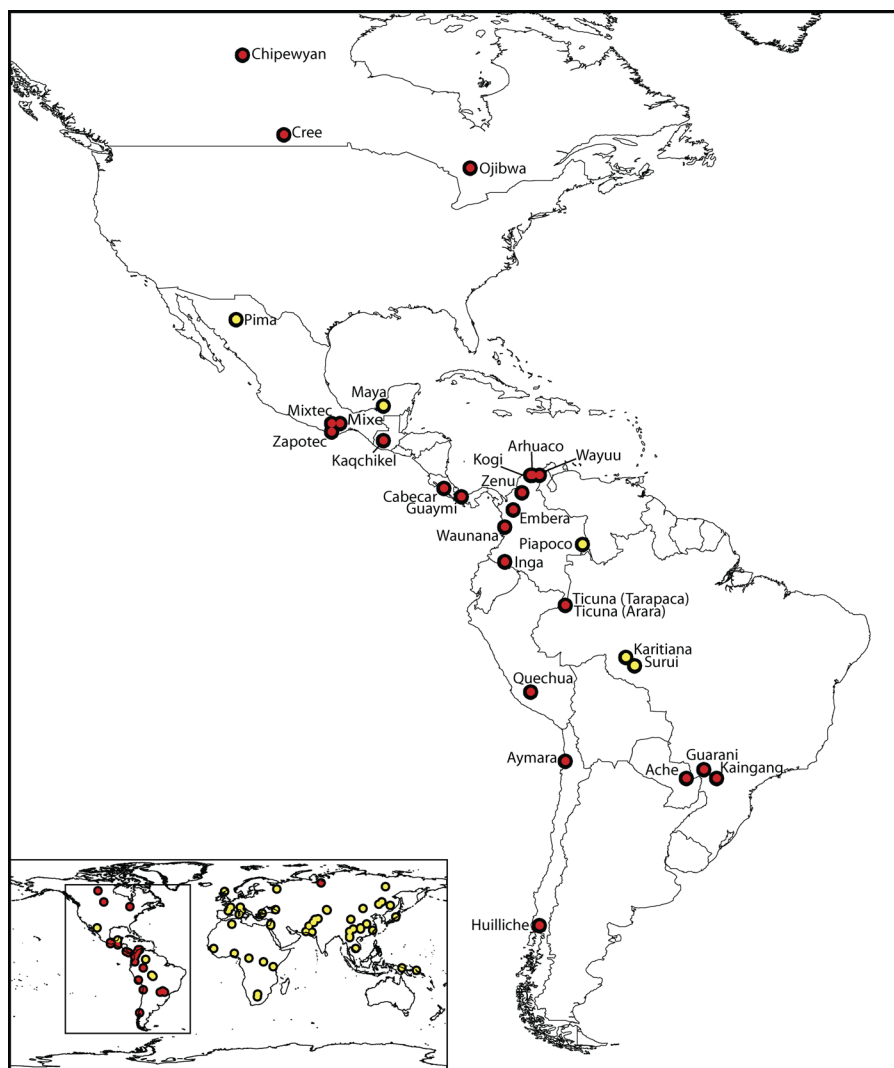 Chipewyan
Cree
Ojibwa
Pima
Maya
Mixtec
Mixe
Zapotec
Kaqchikel
Arhuaco
Kogi
Wayuu
Zenu
Cabecar
Guaymi
Embera
Waunana
Piapoco
Inga
Ticuna (Tarapaca)
Ticuna (Arara)
Karitiana
Surui
Quechua
Guarani
Aymara
Ache
Kaingang
Huilliche